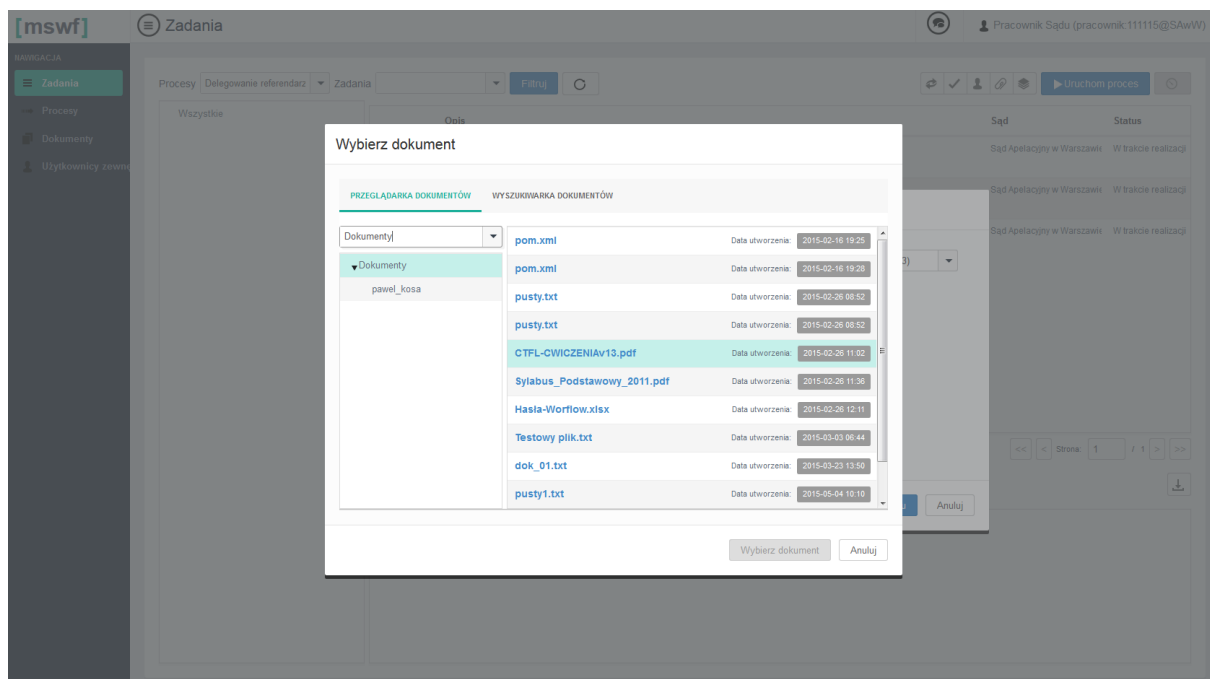 [mswf]
Zadania
Pracownik Sądu (pracownik.111115@SAwW)
NAWIGACJA
Zadania
Procesy
Dokumenty
Użytkownicy zewnę
Procesy Delegowanie referendarz Zadania Filtruj Uruchom proces
Wszystkie
Opis Sąd Status
Sąd Apelacyjny w Warszawie W trakcie realizacji
Sąd Apelacyjny w Warszawie W trakcie realizacji
Sąd Apelacyjny w Warszawie W trakcie realizacji
3)
<< < Strona 1 / 1 > >>
u Anuluj
Wybierz dokument
PRZEGLĄDARKA DOKUMENTÓW WYSZUKIWARKA DOKUMENTÓW
Dokumenty
Dokumenty
pawel_kosa
pom.xml Data utworzenia: 2015-02-16 19:25
pom.xml Data utworzenia: 2015-02-16 19:28
pusty.txt Data utworzenia: 2015-02-26 08:52
pusty.txt Data utworzenia: 2015-02-26 08:52
CTFL-CWICZENIAv13.pdf Data utworzenia: 2015-02-26 11:02
Sylabus_Podstawowy_2011.pdf Data utworzenia: 2015-02-26 11:36
Hasła-Worflow.xlsx Data utworzenia: 2015-02-26 12:11
Testowy plik.txt Data utworzenia: 2015-03-03 06:44
dok_01.txt Data utworzenia: 2015-03-23 13:50
pusty1.txt Data utworzenia: 2015-05-04 10:10
Wybierz dokument Anuluj